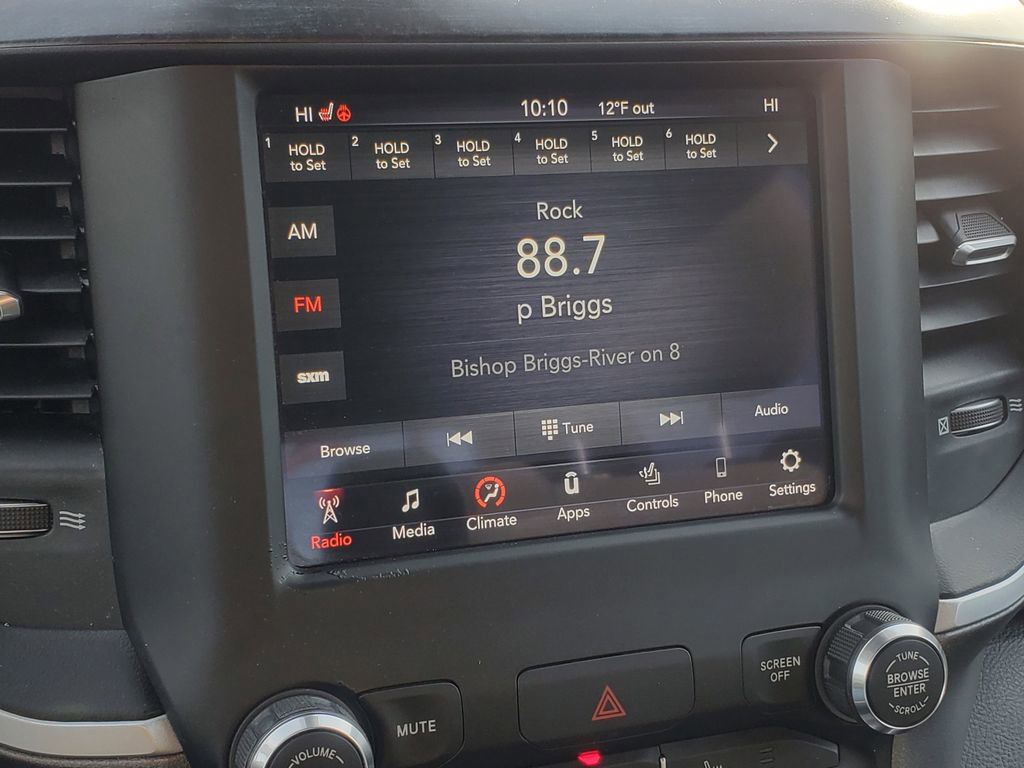 HI 10:10 12°F out HI
1 HOLD to Set 2 HOLD to Set 3 HOLD to Set 4 HOLD to Set 5 HOLD to Set 6 HOLD to Set
Rock
AM
88.7
FM
p Briggs
sxm
Bishop Briggs-River on 8
Browse Tune Audio
Radio Media Climate Apps Controls Phone Settings
SCREEN OFF
TUNE
BROWSE
ENTER
SCROLL
MUTE
VOLUME